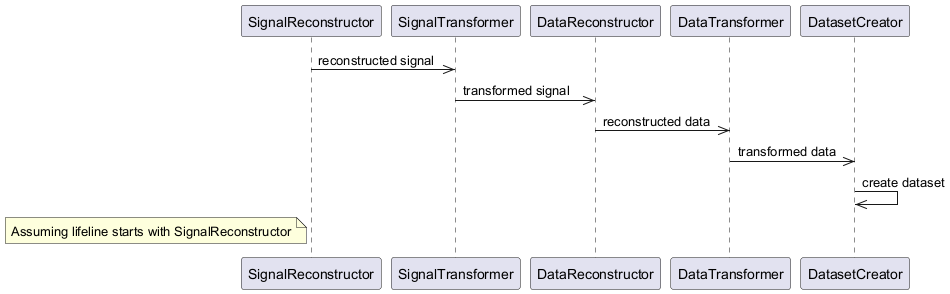 SignalReconstructor SignalTransformer DataReconstructor DataTransformer DatasetCreator
reconstructed signal
transformed signal
reconstructed data
transformed data
create dataset
Assuming lifeline starts with SignalReconstructor
SignalReconstructor SignalTransformer DataReconstructor DataTransformer DatasetCreator